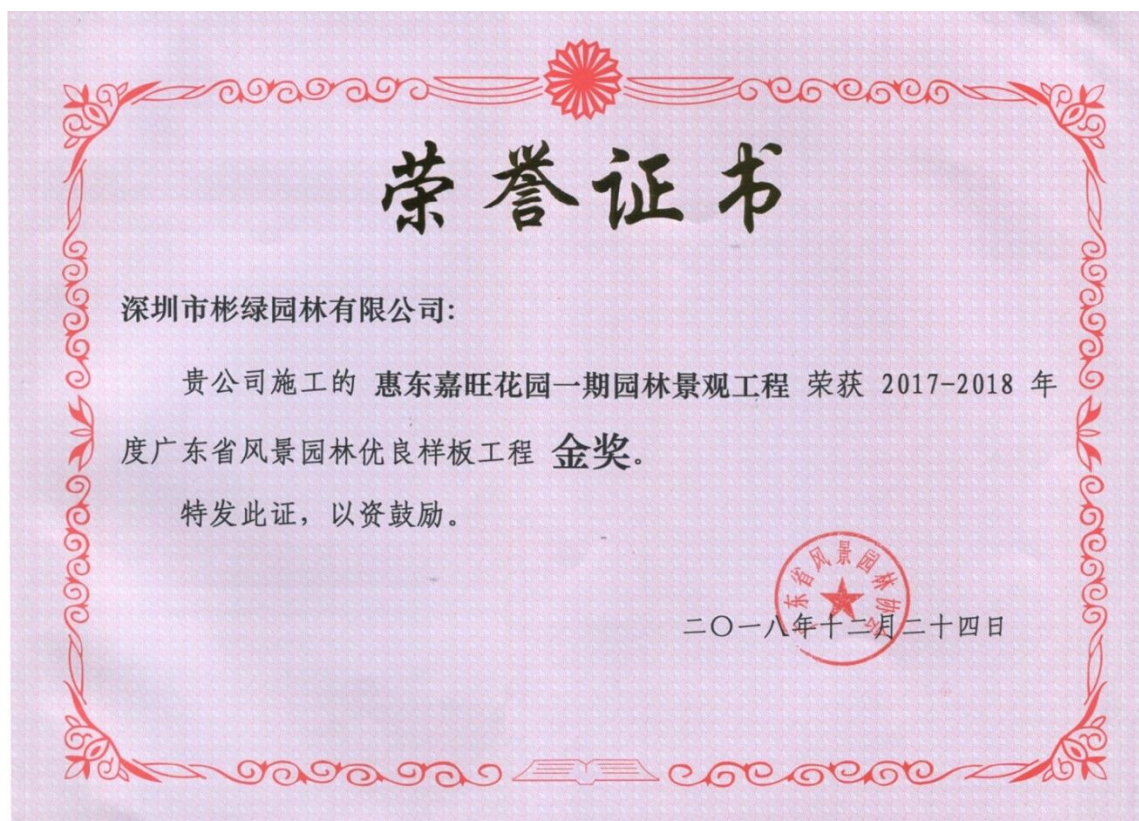 荣誉证书
深圳市彬绿园林有限公司:
贵公司施工的 惠东嘉旺花园一期园林景观工程 荣获 2017-2018 年
度广东省风景园林优良样板工程 金奖。
特发此证，以资鼓励。
广东省风景园林协会
二〇一八年十二月二十四日